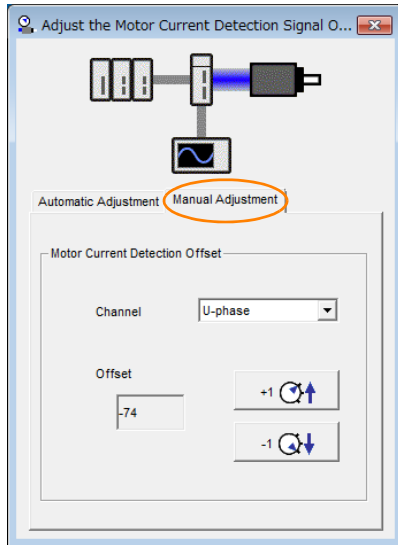 Adjust the Motor Current Detection Signal O...
Automatic Adjustment
Manual Adjustment
Motor Current Detection Offset
Channel
U-phase
Offset
-74
+1
-1